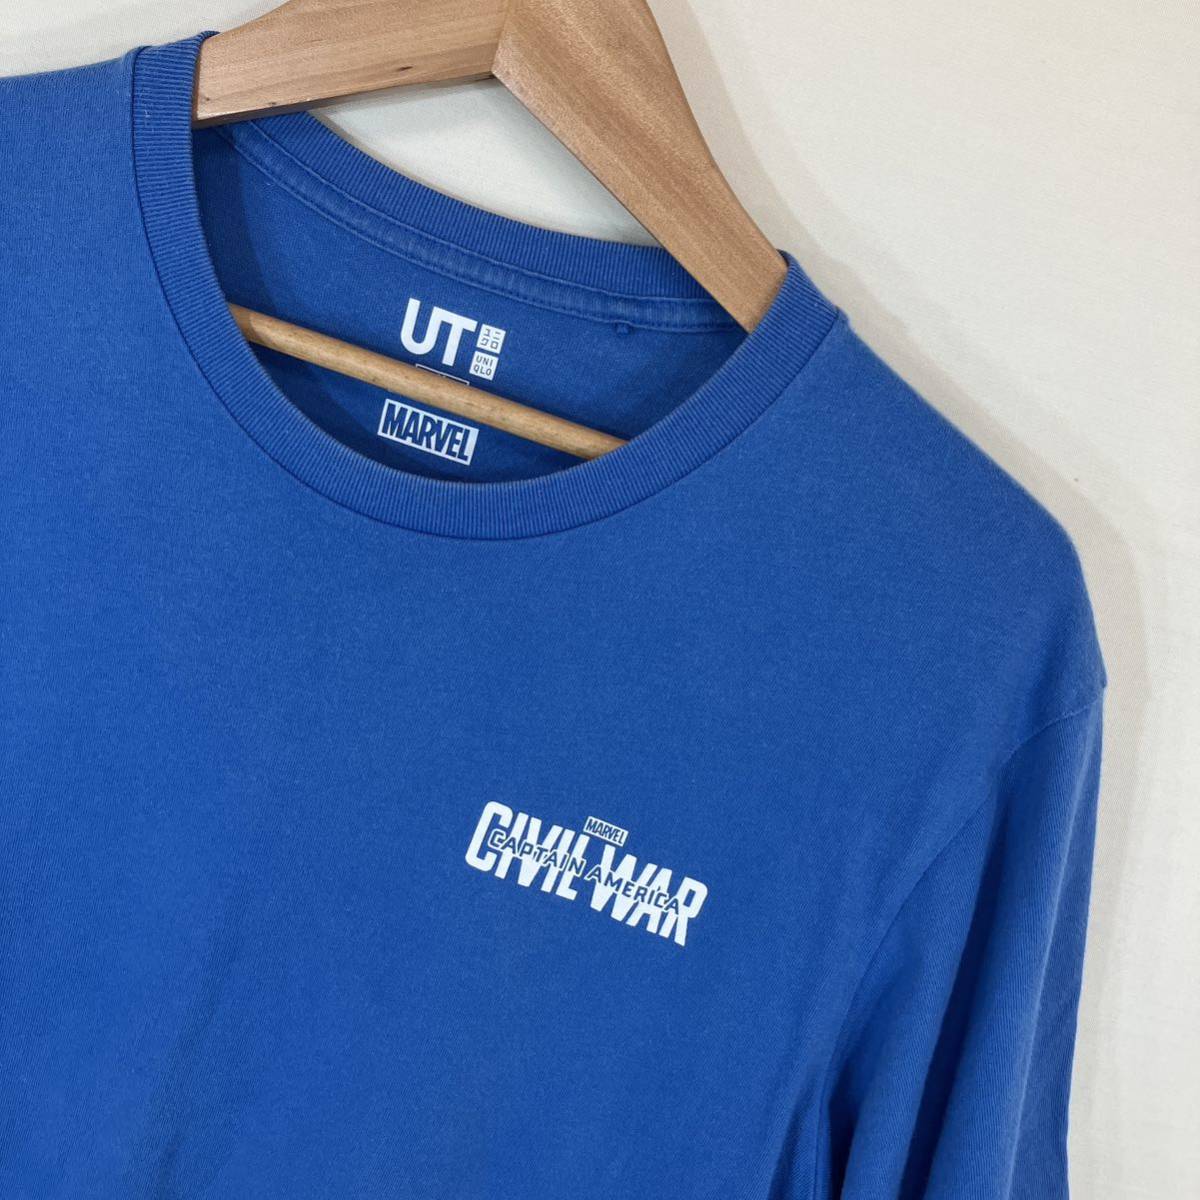 UT
ユニ
クロ
UNI
QLO
MARVEL
MARVEL
CIVIL WAR
CAPTAIN AMERICA